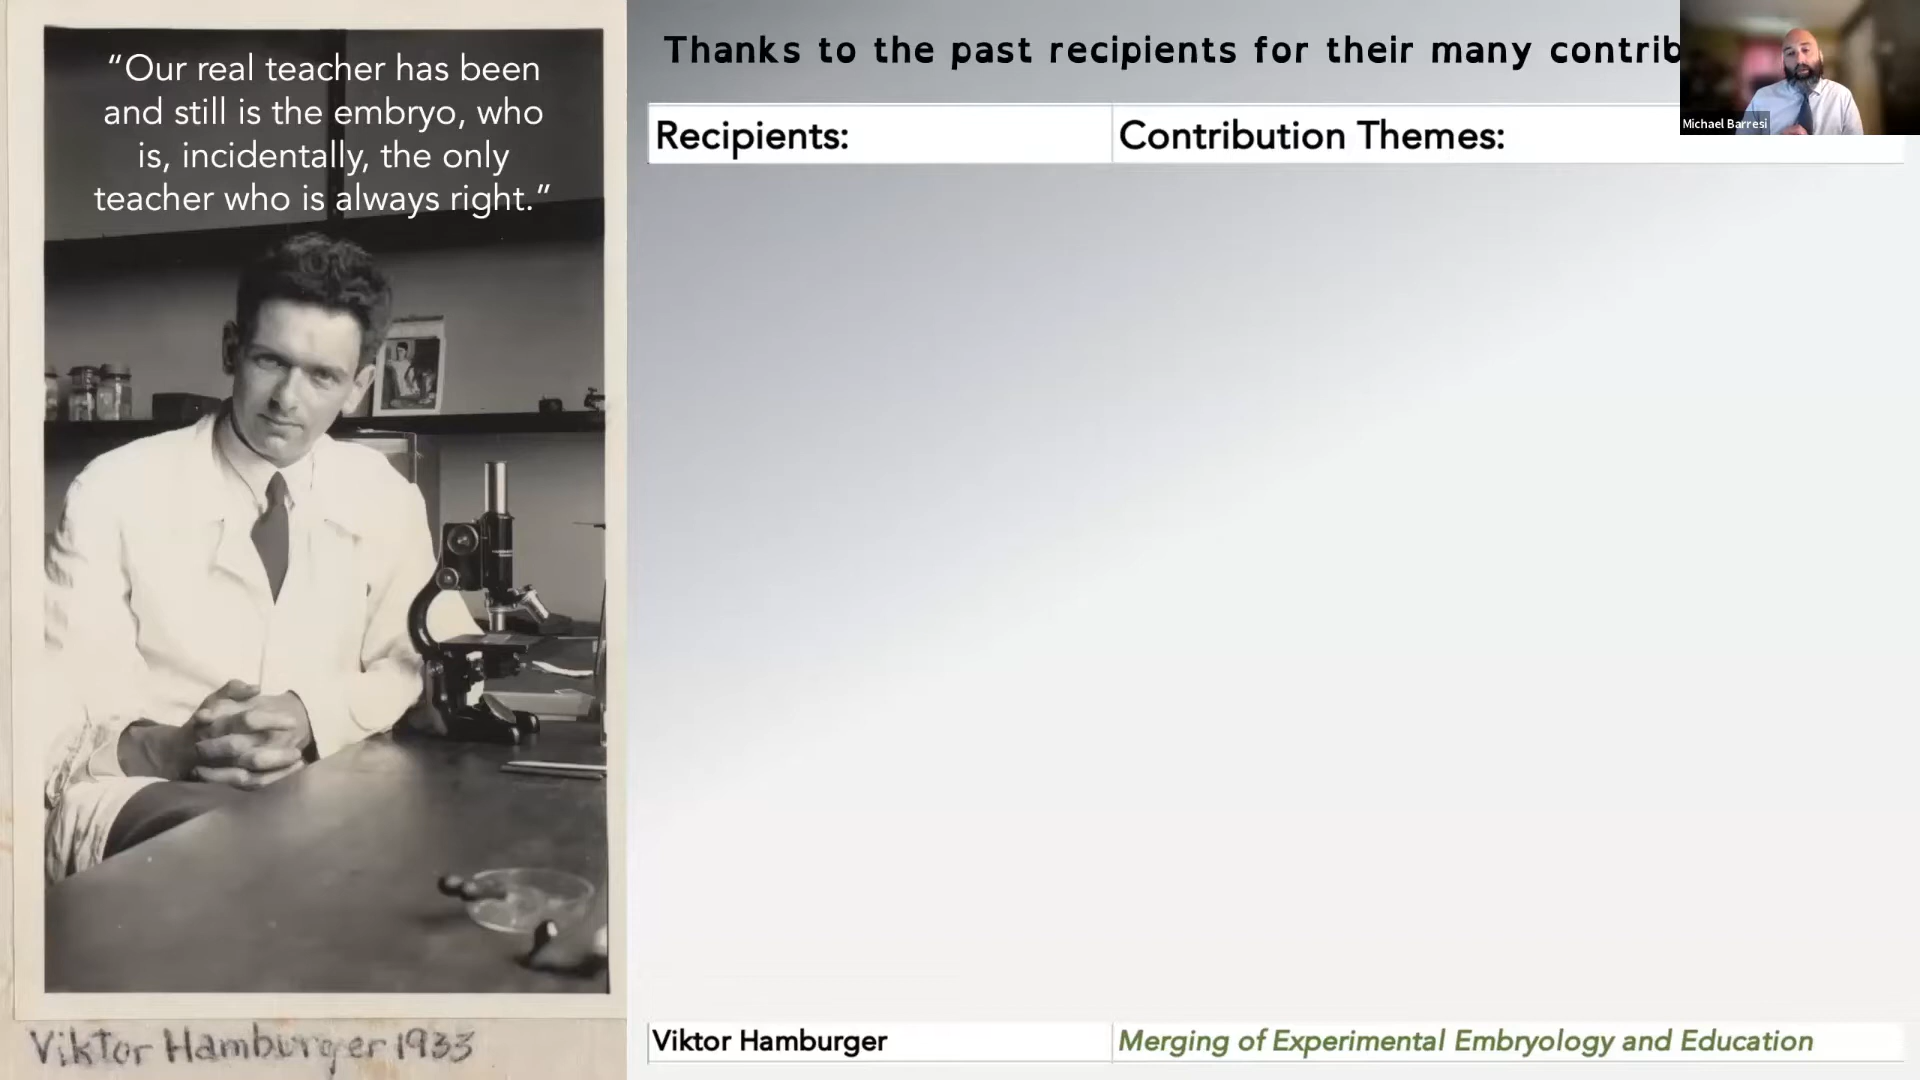 “Our real teacher has been
and still is the embryo, who
is, incidentally, the only
teacher who is always right.”
Viktor Hamburger 1933
Thanks to the past recipients for their many contrib
Michael Barresi
Recipients: Contribution Themes:
Viktor Hamburger Merging of Experimental Embryology and Education